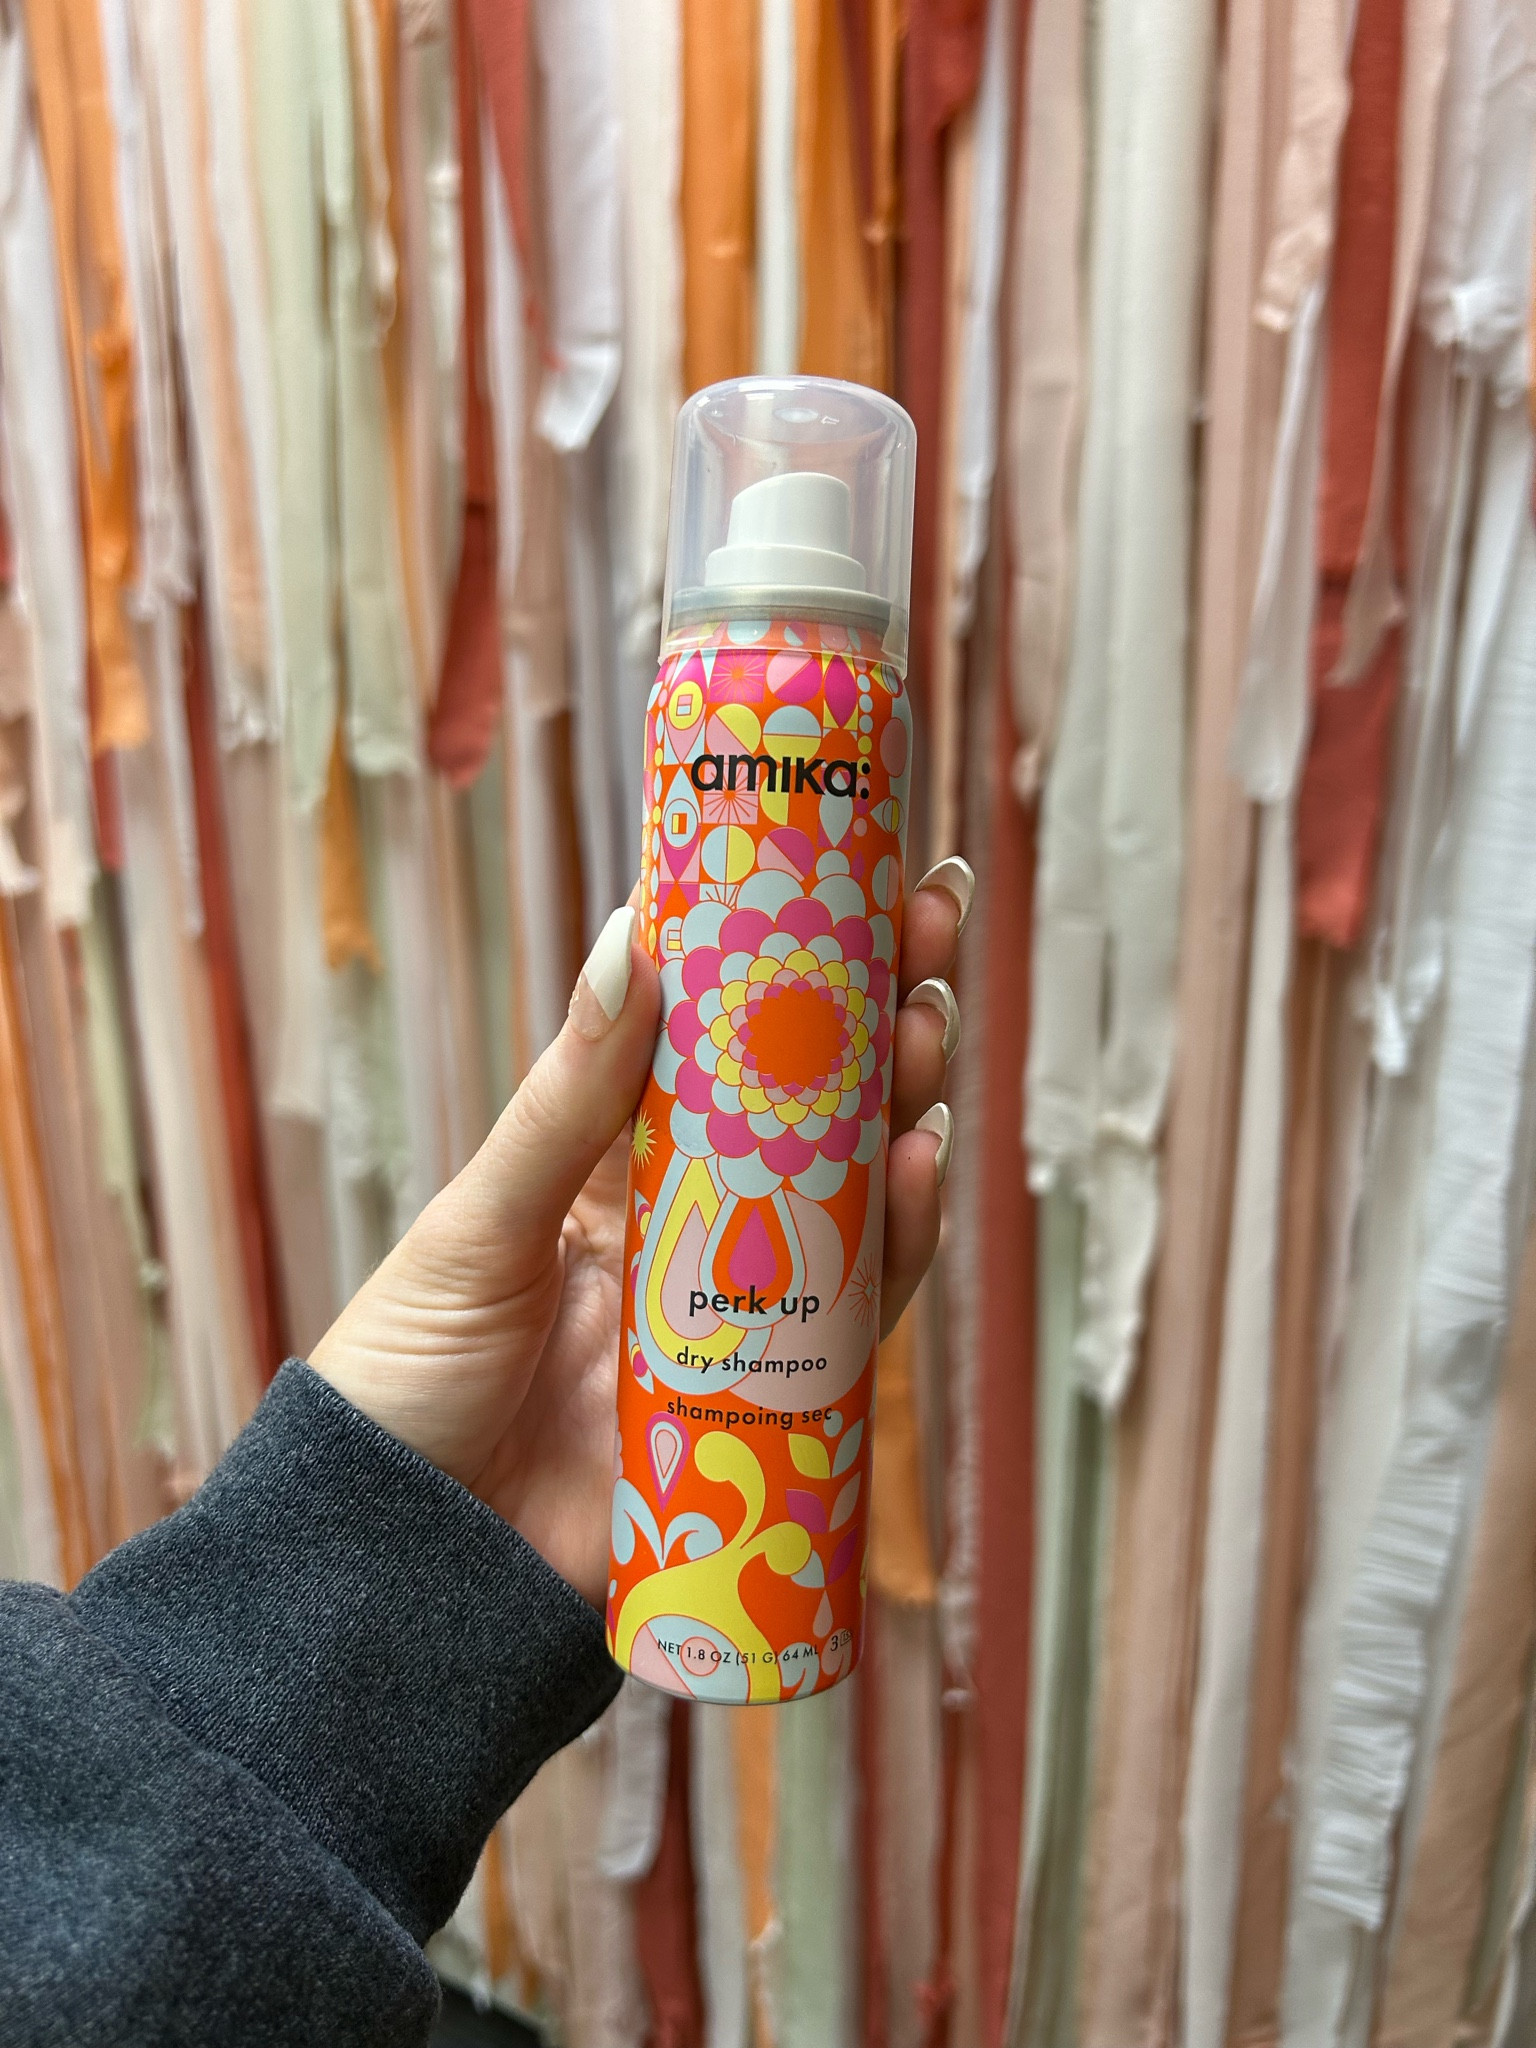 amika:
perk up
dry shampoo
shampoing sec
NET 1.8 OZ (51 G) 64 ML